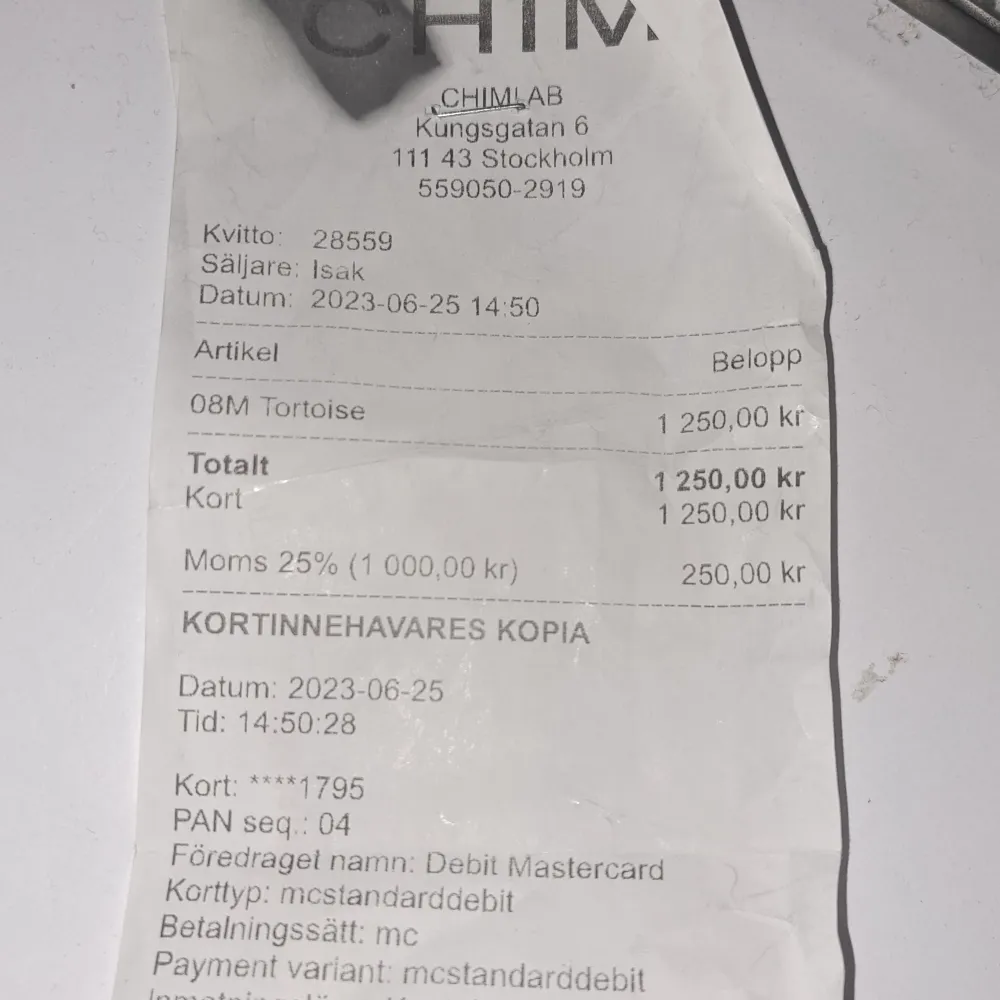 CHIM
CHIMLAB
Kungsgatan 6
111 43 Stockholm
559050-2919
Kvitto: 28559
Säljare: Isak
Datum: 2023-06-25 14:50
Artikel Belopp
08M Tortoise 1 250,00 kr
Totalt 1 250,00 kr
Kort 1 250,00 kr
Moms 25% (1 000,00 kr) 250,00 kr
KORTINNEHAVARES KOPIA
Datum: 2023-06-25
Tid: 14:50:28
Kort: ****1795
PAN seq.: 04
Föredraget namn: Debit Mastercard
Korttyp: mcstandarddebit
Betalningssätt: mc
Payment variant: mcstandarddebit